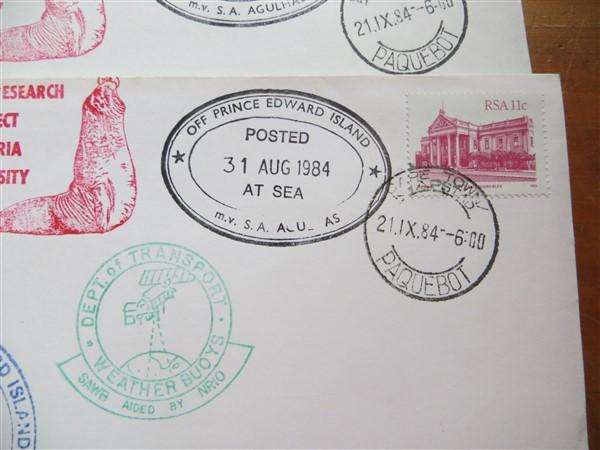 m.v. S.A. AGULHAS
21.IX.84-6:00
PAQUEBOT
ESEARCH
ECT
RIA
SITY
OFF PRINCE EDWARD ISLAND
POSTED
31 AUG 1984
AT SEA
m.v. S.A. AGUL AS
RSA 11c
21.IX.84-6:00
PAQUEBOT
DEPT. of TRANSPORT
WEATHER BUOYS
SAWB AIDED BY NRIO
D ISLAND